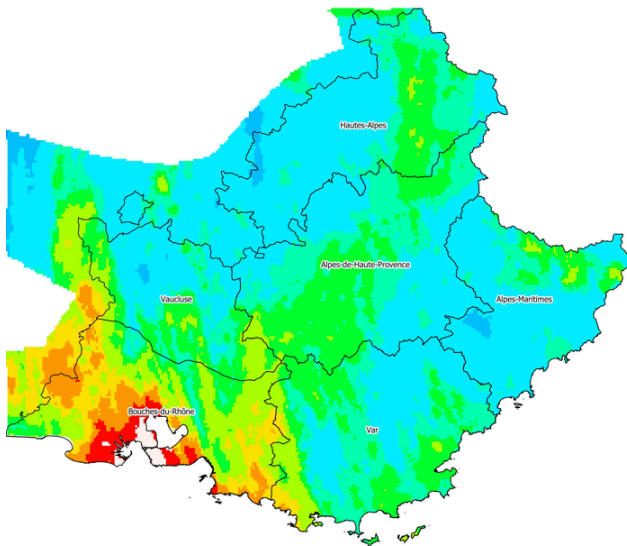 Hautes-Alpes
Alpes-de-Haute-Provence
Vaucluse
Alpes-Maritimes
Bouches-du-Rhône
Var